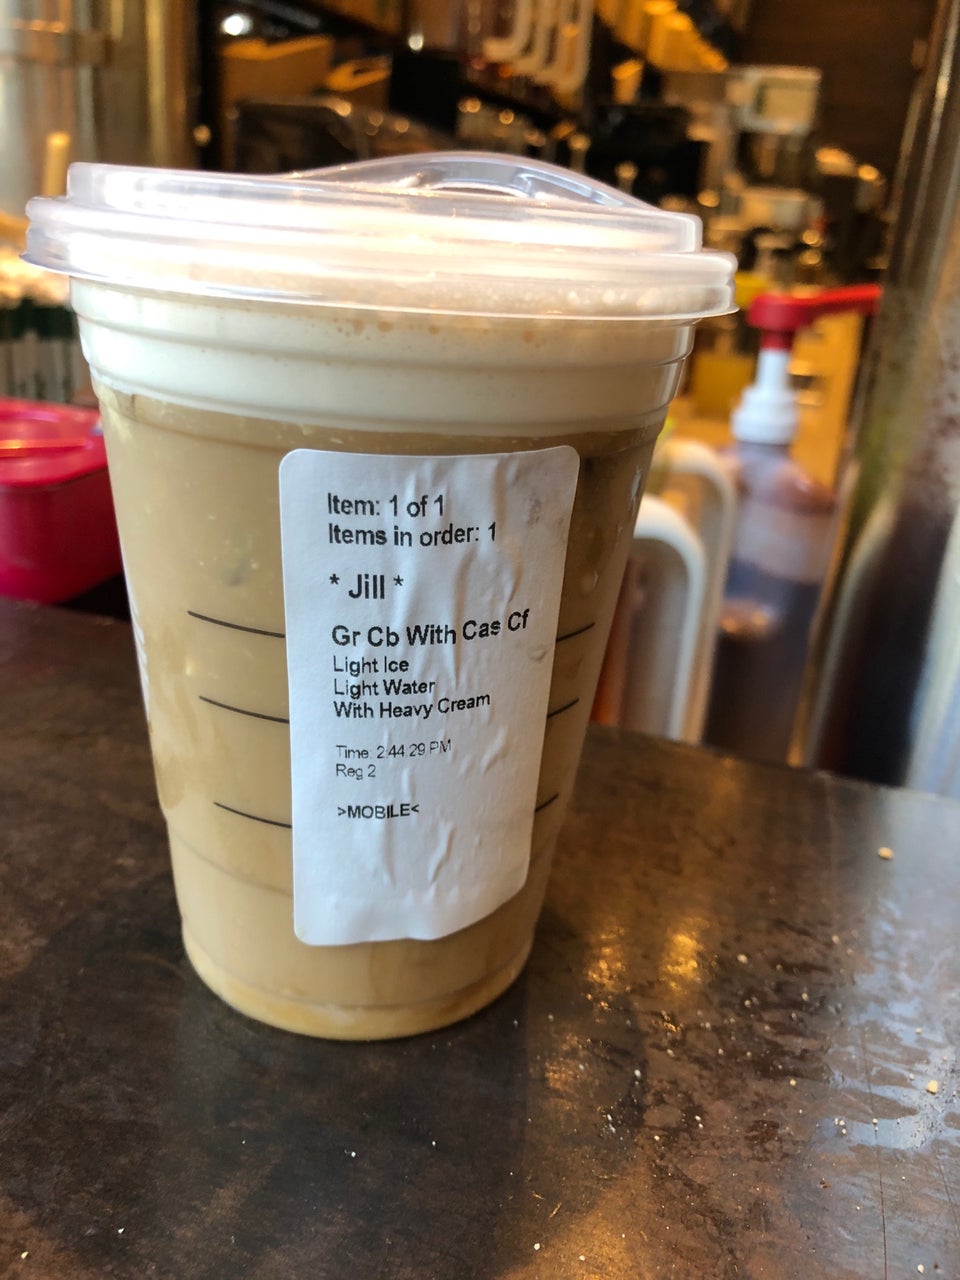 Item: 1 of 1
Items in order: 1
* Jill *
Gr Cb With Cas Cf
Light Ice
Light Water
With Heavy Cream
Time: 2:44:29 PM
Reg 2
>MOBILE<